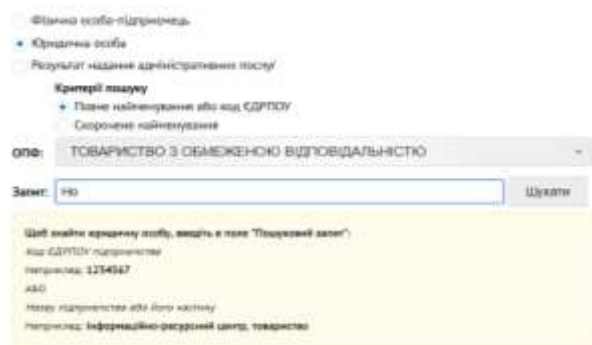 Фізична особа-підприємець
Юридична особа
Результат надання адміністративних послуг
Критерії пошуку
Повне найменування або код ЄДРПОУ
Скорочене найменування
ОПФ: ТОВАРИСТВО З ОБМЕЖЕНОЮ ВІДПОВІДАЛЬНІСТЮ
Запит: Но Шукати
Щоб знайти юридичну особу, введіть в поле "Пошуковий запит":
Код ЄДРПОУ підприємства
Наприклад: 1234567
АБО
Назву підприємства або його частину
Наприклад: Інформаційно-ресурсний центр, товариство